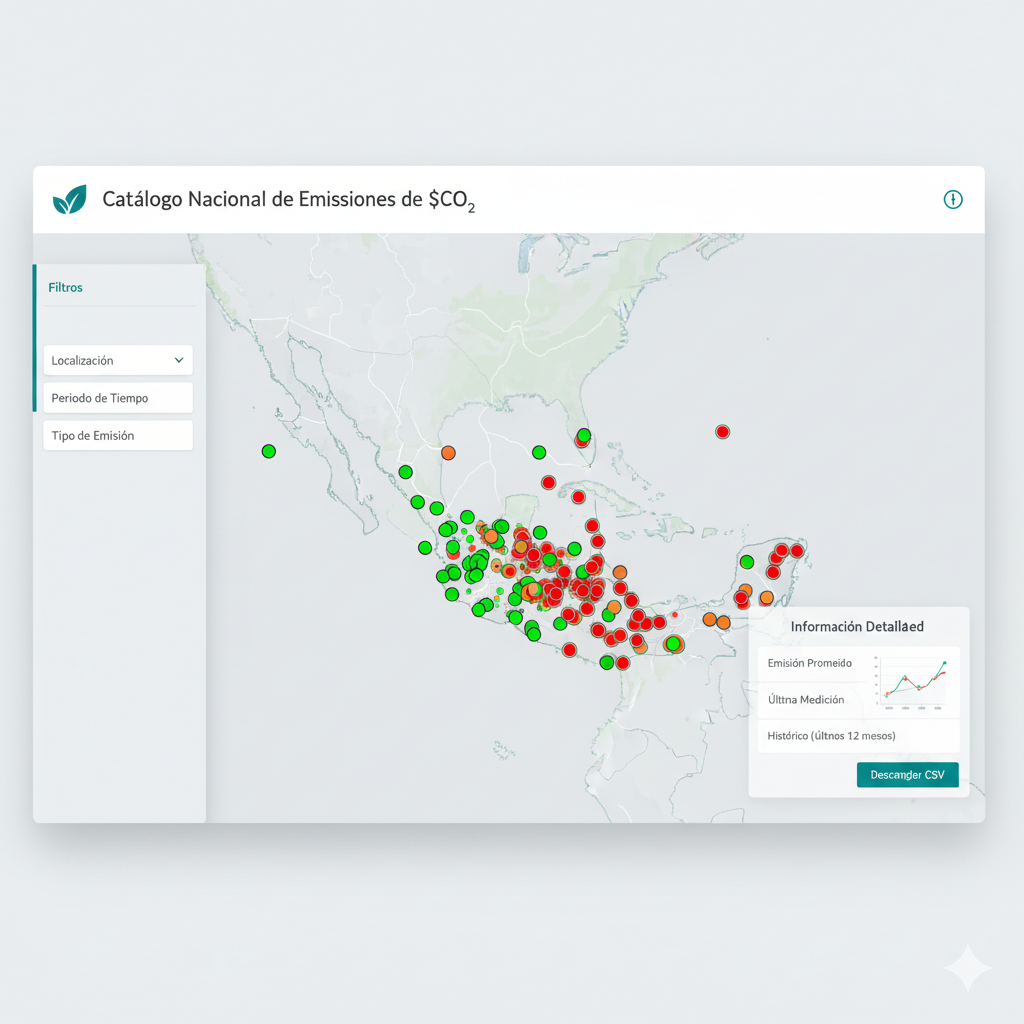 Catálogo Nacional de Emissiones de $CO₂
Filtros
Localización
Periodo de Tiempo
Tipo de Emisión
Información Detallaed
Emisión Promeido
Últtna Medición
Histórico (últnos 12 mesos)
Descamger CSV